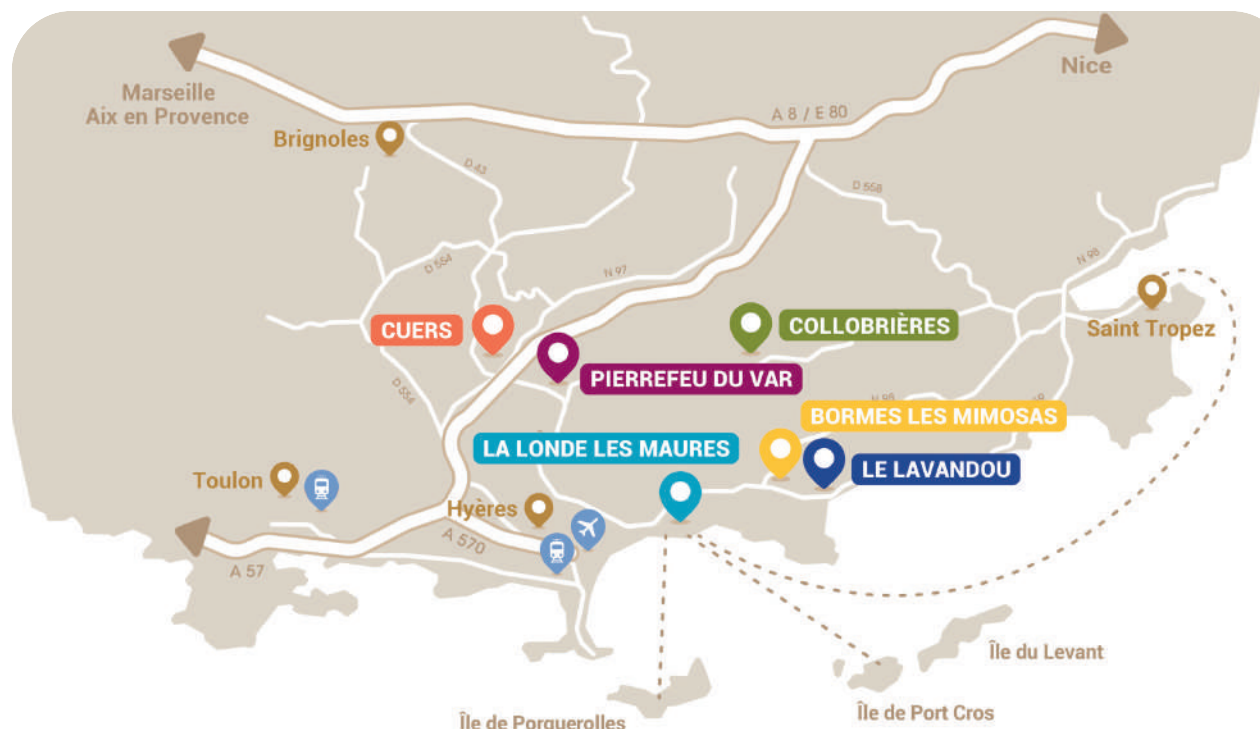 Nice
Marseille
Aix en Provence
A 8 / E 80
Brignoles
D 43
D 558
N 98
D 554
N 97
CUERS
COLLOBRIÈRES
Saint Tropez
PIERREFEU DU VAR
D 554
N 98
BORMES LES MIMOSAS
LA LONDE LES MAURES
LE LAVANDOU
Toulon
Hyères
A 570
A 57
Île du Levant
Île de Port Cros
Île de Porquerolles